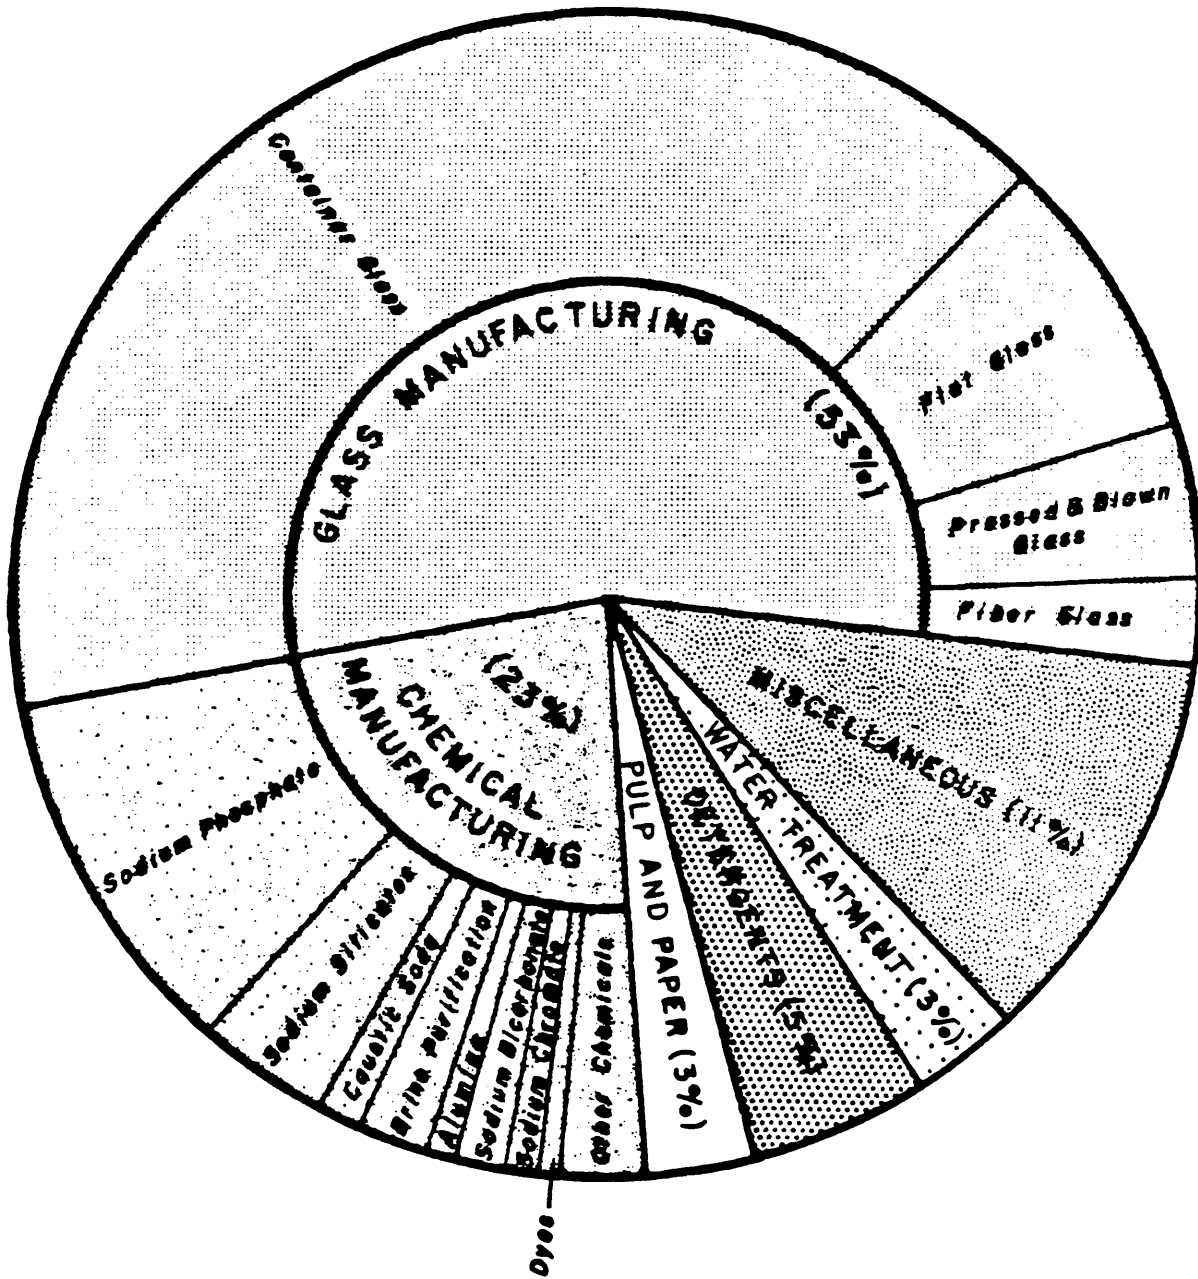 Container Glass
GLASS MANUFACTURING (53%)
Flat Glass
Pressed & Blown
Glass
Fiber Glass
MISCELLANEOUS (11%)
WATER TREATMENT (3%)
DETERGENTS (5%)
PULP AND PAPER (3%)
(23%)
CHEMICAL
MANUFACTURING
Sodium Phosphate
Sodium Silicates
Caustic Soda
Brine Purification
Alumina
Sodium Bicarbonate
Sodium Chromate
Dyes
Other Chemicals